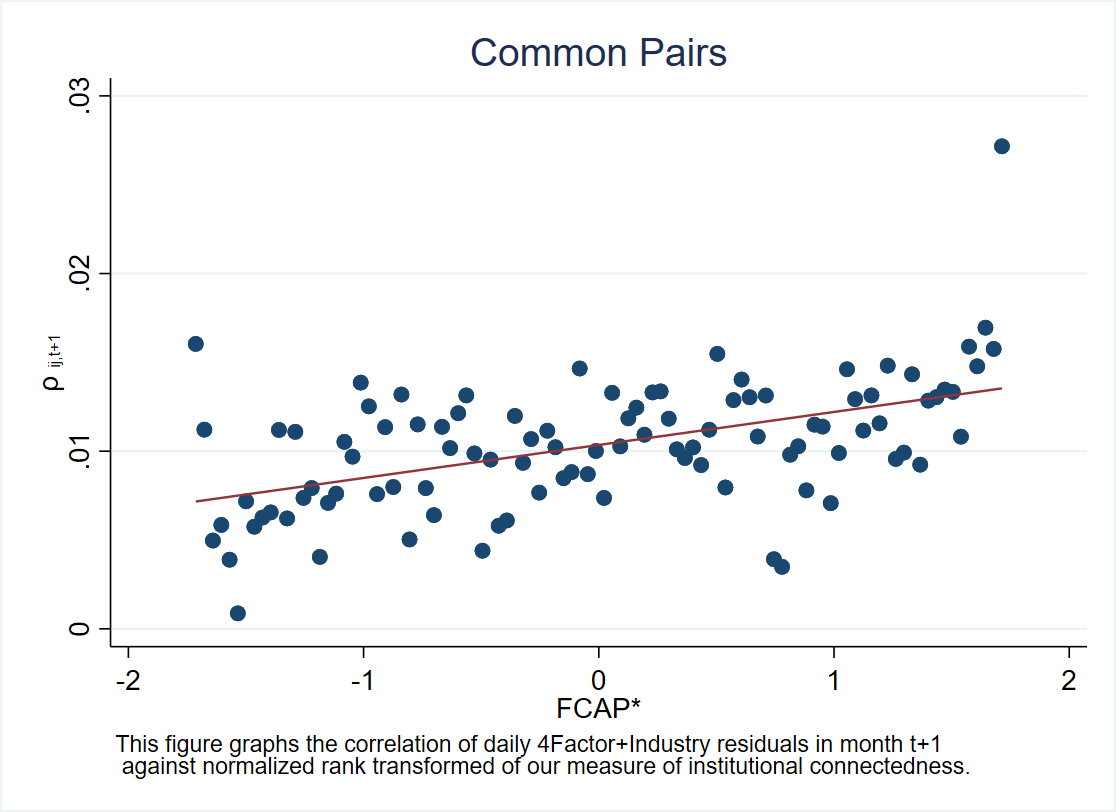 Common Pairs
.03
.02
.01
0
ρ ij,t+1
-2 -1 0 1 2
FCAP*
This figure graphs the correlation of daily 4Factor+Industry residuals in month t+1
against normalized rank transformed of our measure of institutional connectedness.